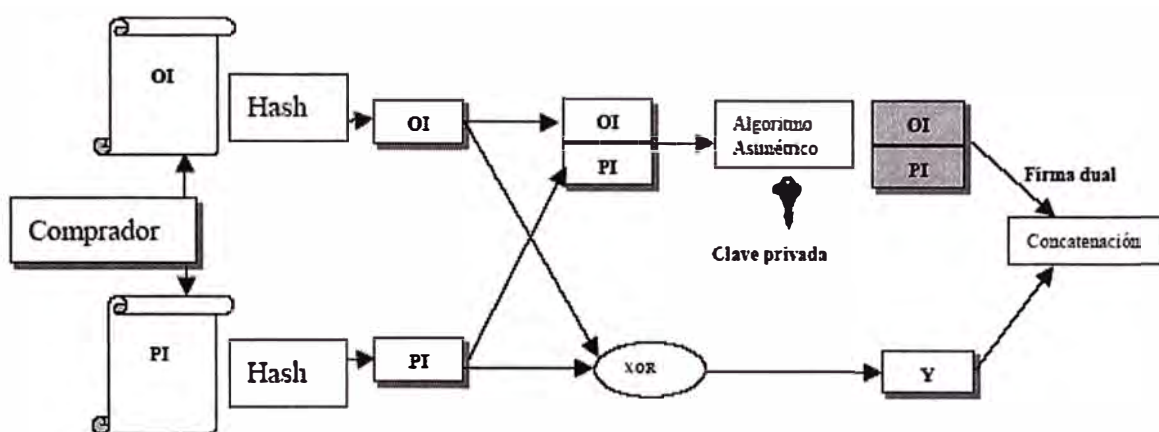 OI
Hash
OI
OI
PI
Algoritmo
Asimétrico
OI
PI
Firma dual
Comprador
Clave privada
Concatenación
PI
Hash
PI
XOR
Y